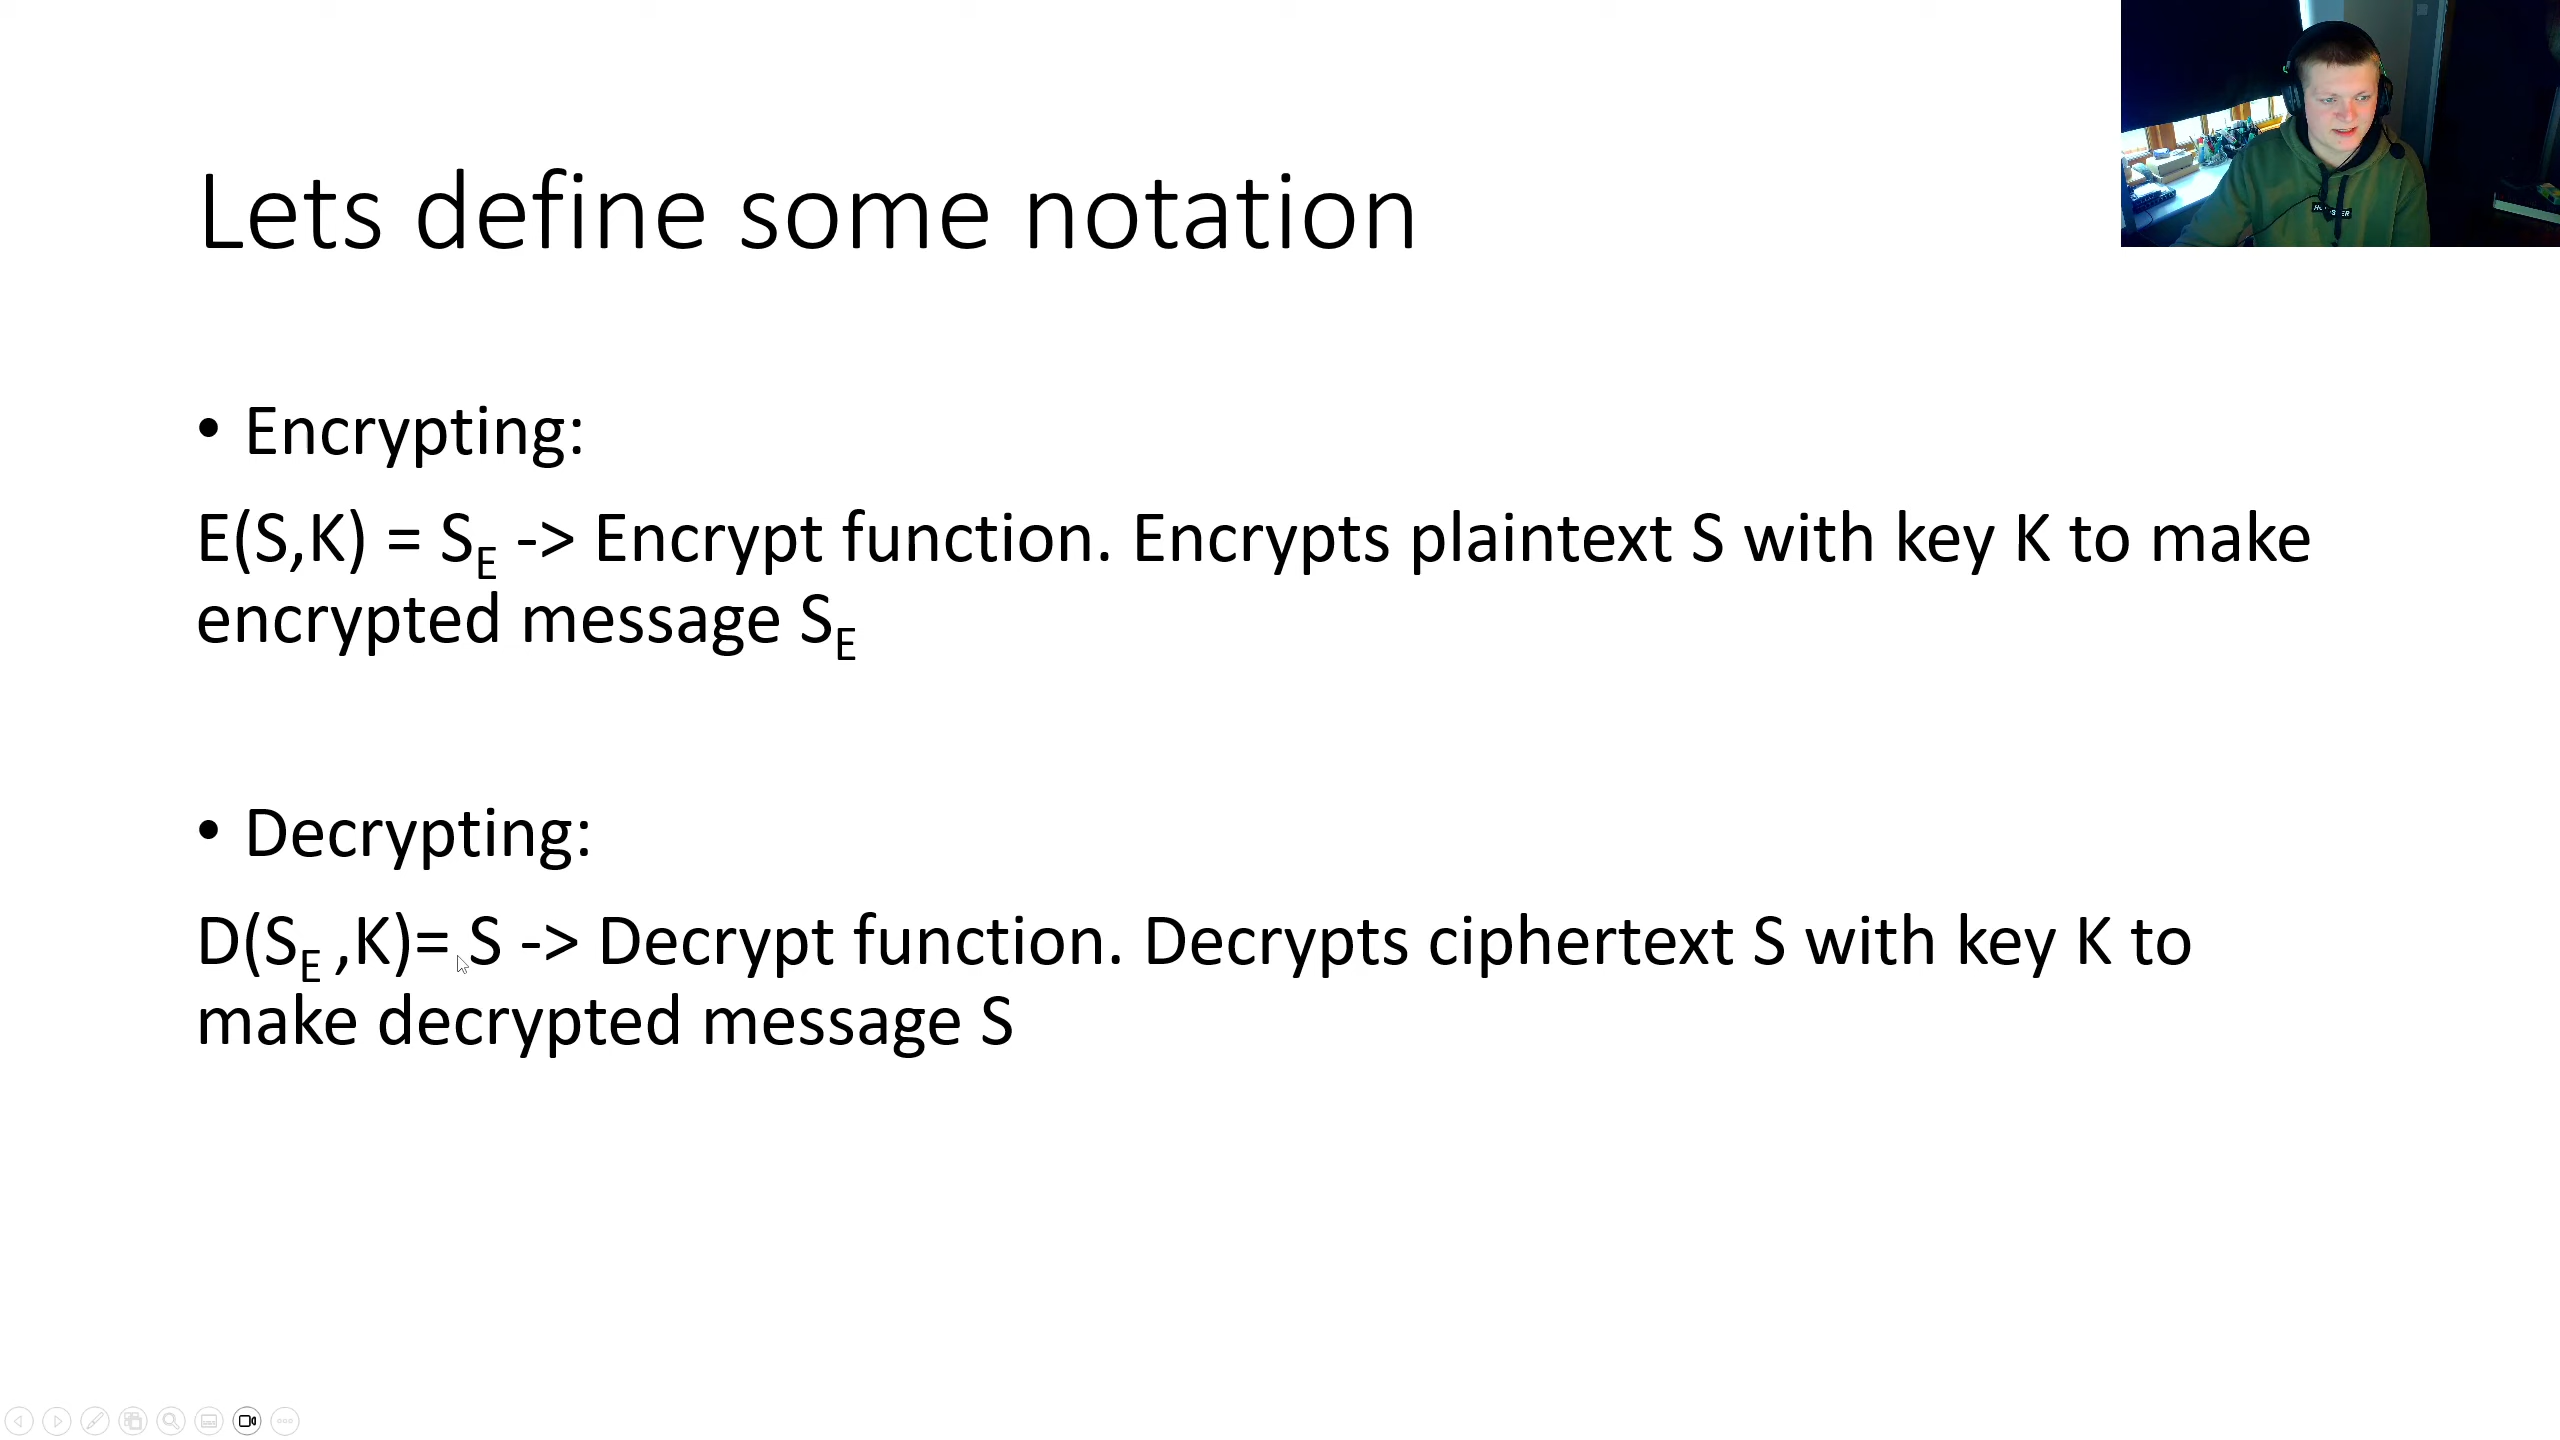 Lets define some notation
• Encrypting:
E(S,K) = S_E -> Encrypt function. Encrypts plaintext S with key K to make
encrypted message S_E
• Decrypting:
D(S_E ,K)= S -> Decrypt function. Decrypts ciphertext S with key K to
make decrypted message S